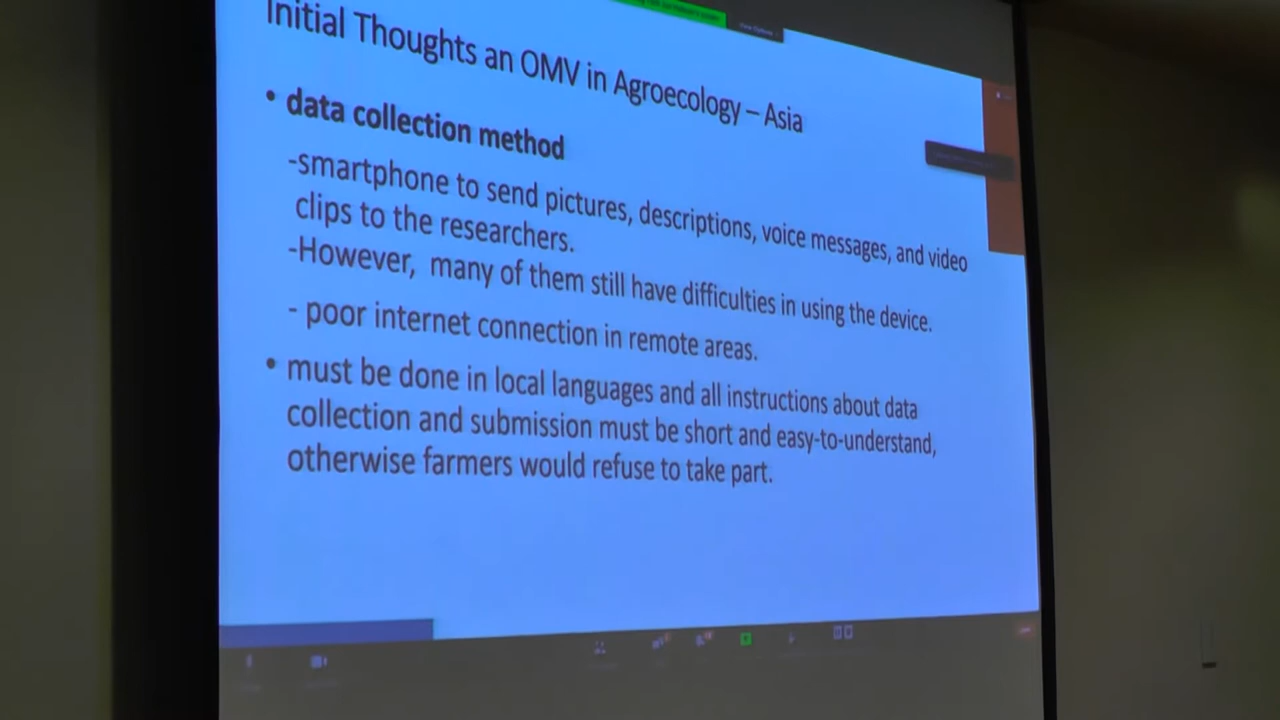 Initial Thoughts an OMV in Agroecology – Asia
• data collection method
-smartphone to send pictures, descriptions, voice messages, and video
clips to the researchers.
-However, many of them still have difficulties in using the device.
- poor internet connection in remote areas.
• must be done in local languages and all instructions about data
collection and submission must be short and easy-to-understand,
otherwise farmers would refuse to take part.